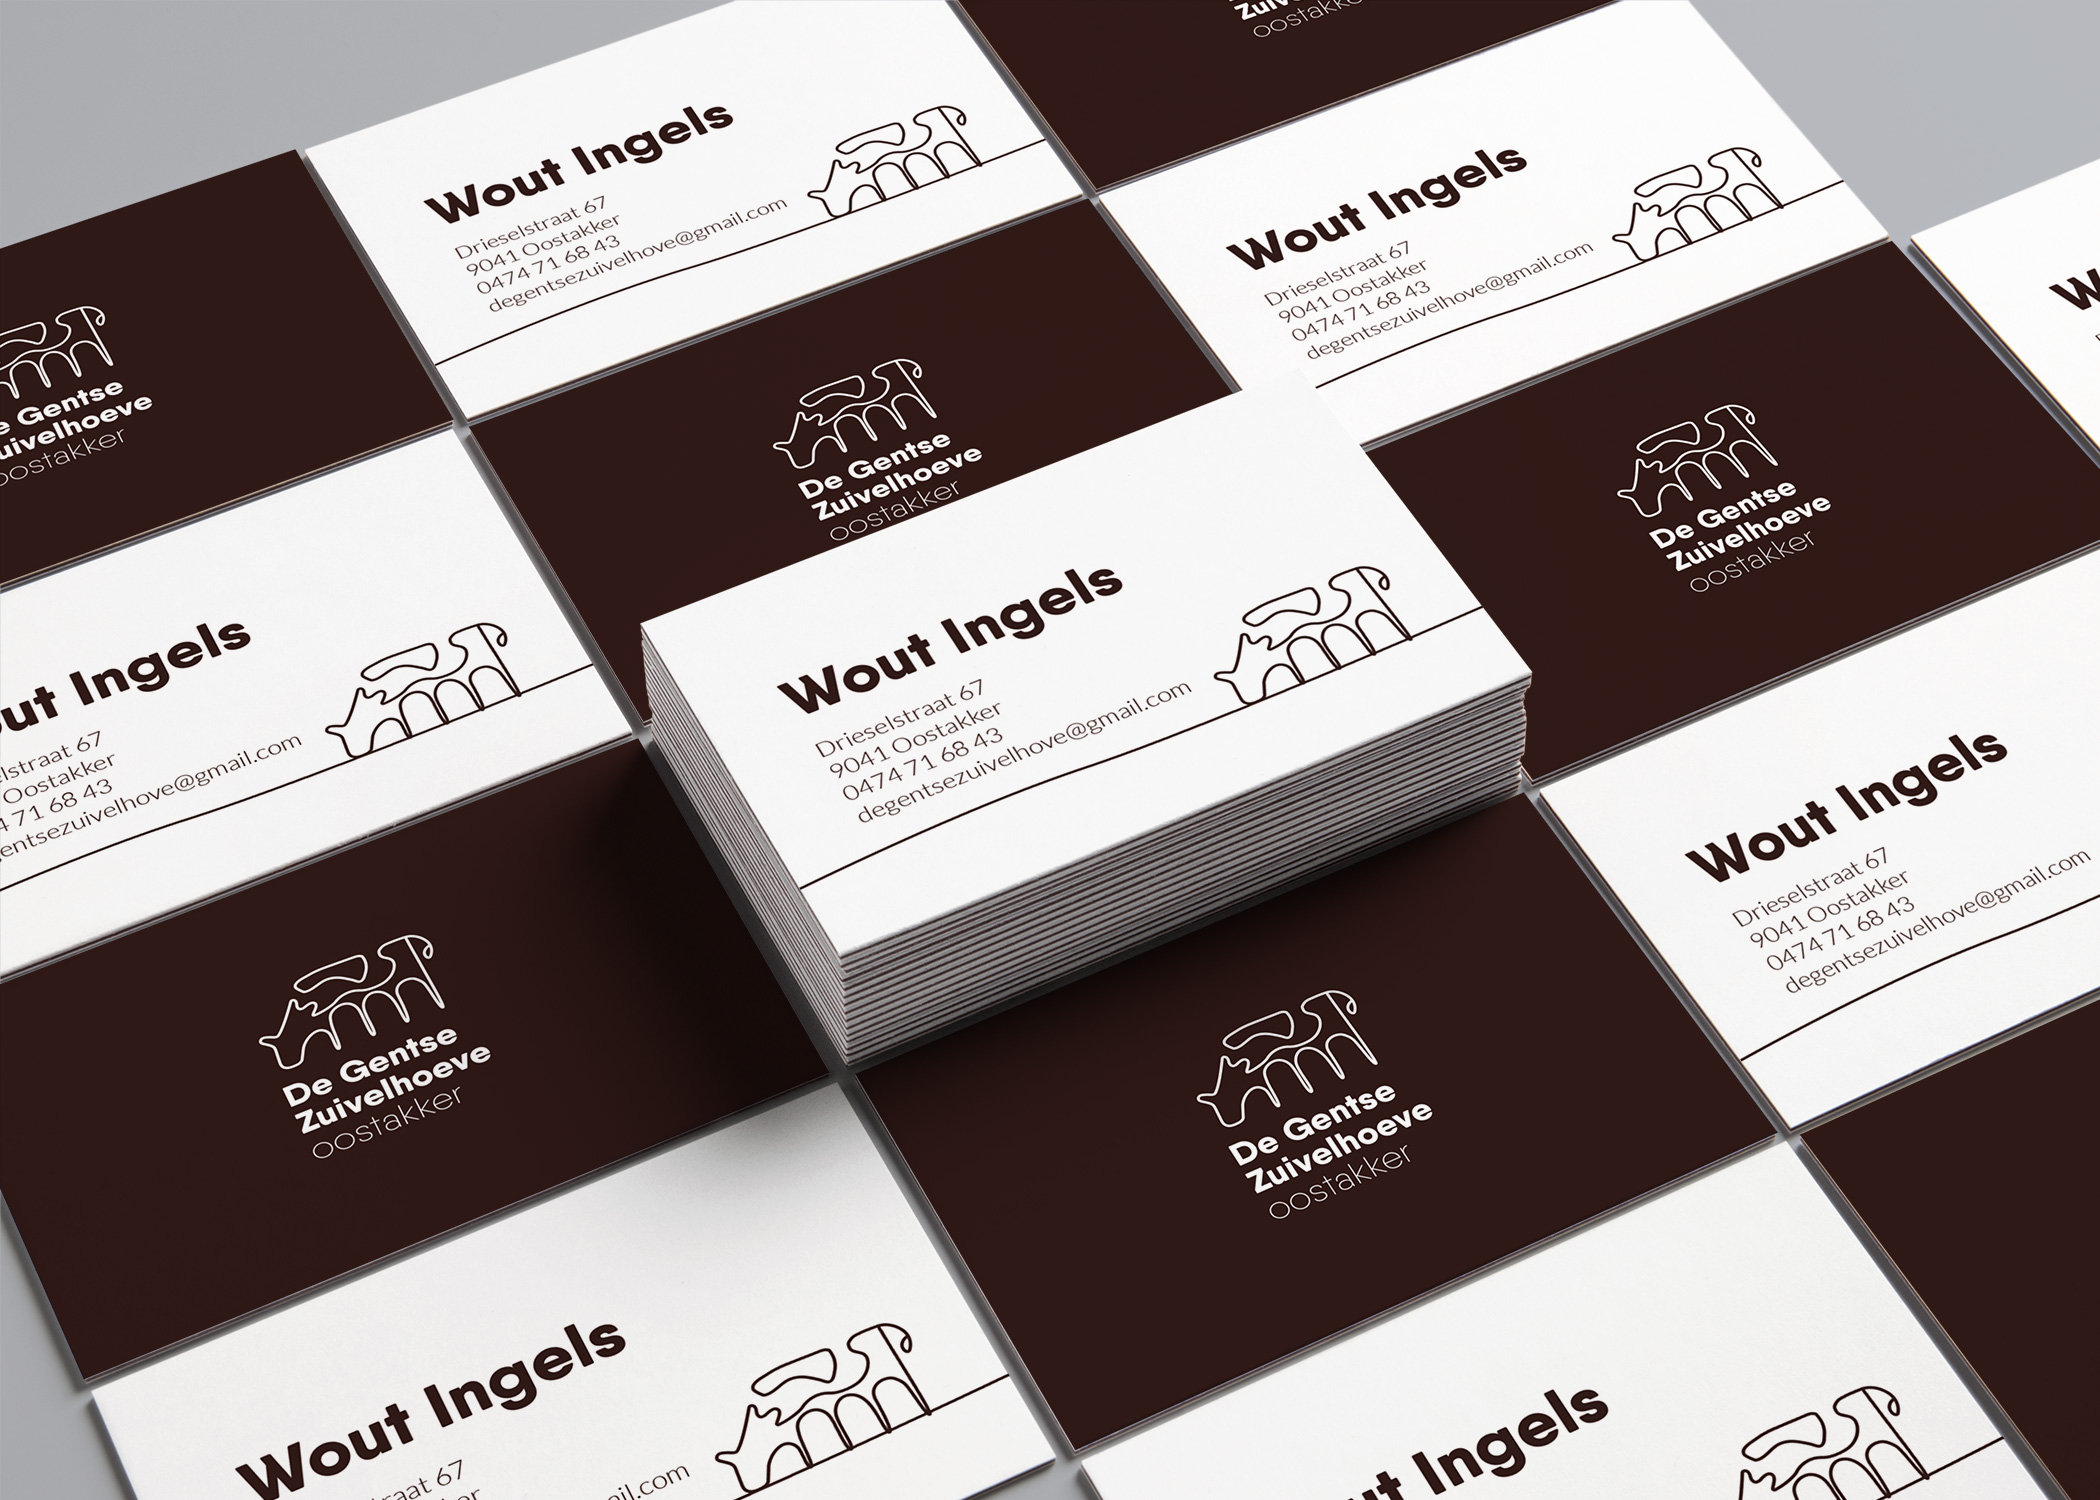 Zuivelhoeve
oostakker
Wout Ingels
Drieselstraat 67
9041 Oostakker
0474 71 68 43
degentsezuivelhove@gmail.com
Wout Ingels
Drieselstraat 67
9041 Oostakker
0474 71 68 43
degentsezuivelhove@gmail.com
W
e Gentse
uivelhoeve
oostakker
De Gentse
Zuivelhoeve
oostakker
De Gentse
Zuivelhoeve
oostakker
ut Ingels
lstraat 67
Oostakker
4 71 68 43
entsezuivelhove@gmail.com
Wout Ingels
Drieselstraat 67
9041 Oostakker
0474 71 68 43
degentsezuivelhove@gmail.com
Wout Ingels
Drieselstraat 67
9041 Oostakker
0474 71 68 43
degentsezuivelhove@gmail.com
De Gentse
Zuivelhoeve
oostakker
De Gentse
Zuivelhoeve
oostakker
Wout Ingels
raat 67
ail.com
ut Ingels